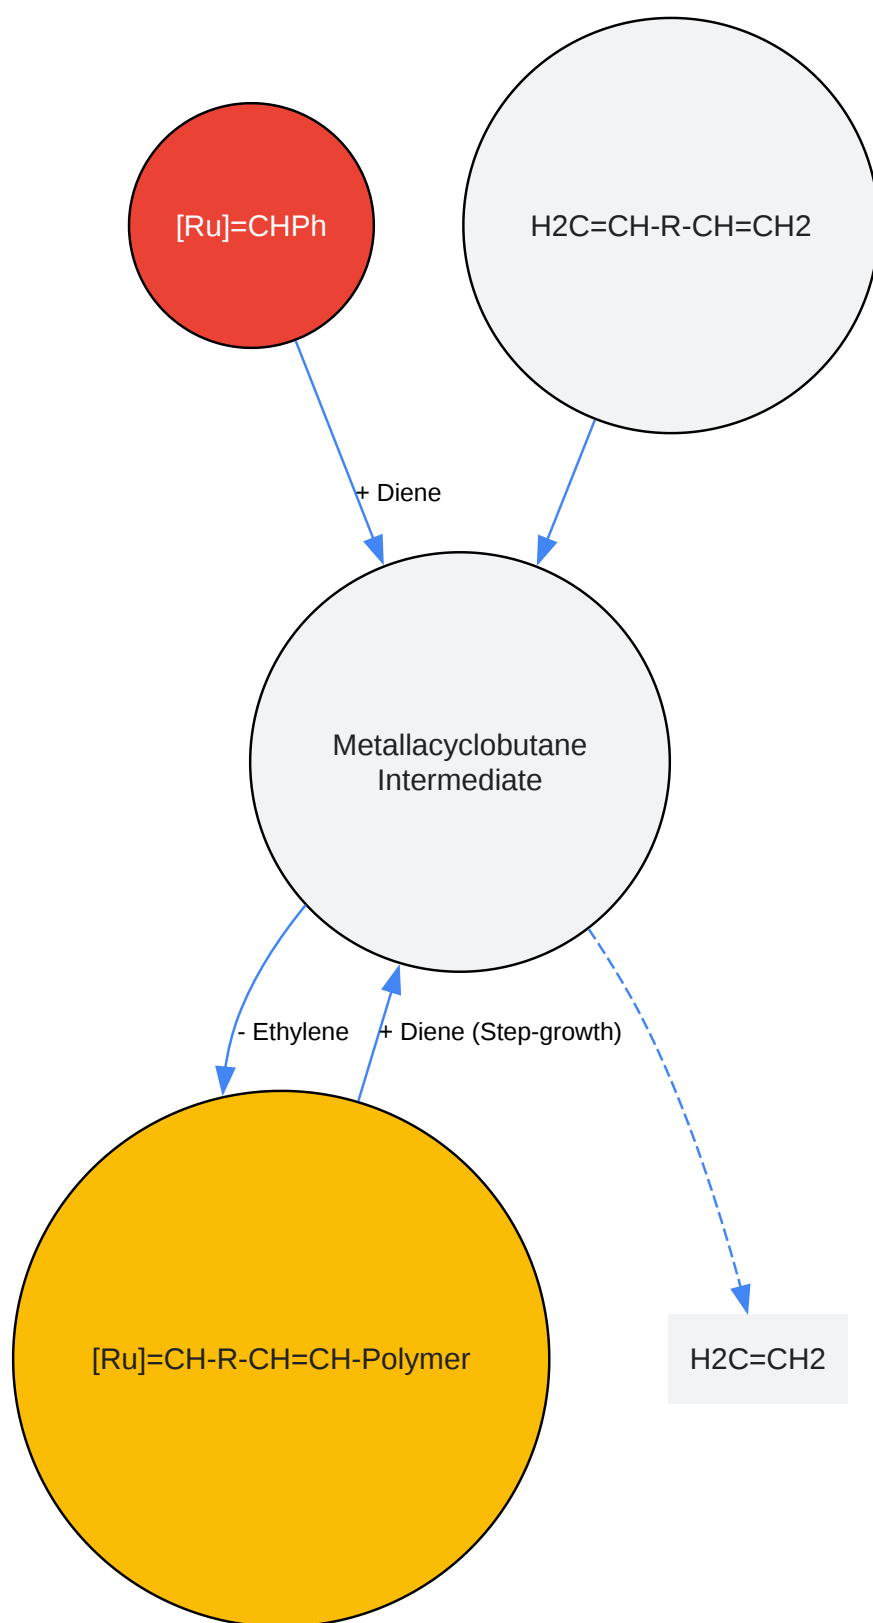 [Ru]=CHPh
H2C=CH-R-CH=CH2
+ Diene
Metallacyclobutane
Intermediate
- Ethylene
+ Diene (Step-growth)
[Ru]=CH-R-CH=CH-Polymer
H2C=CH2